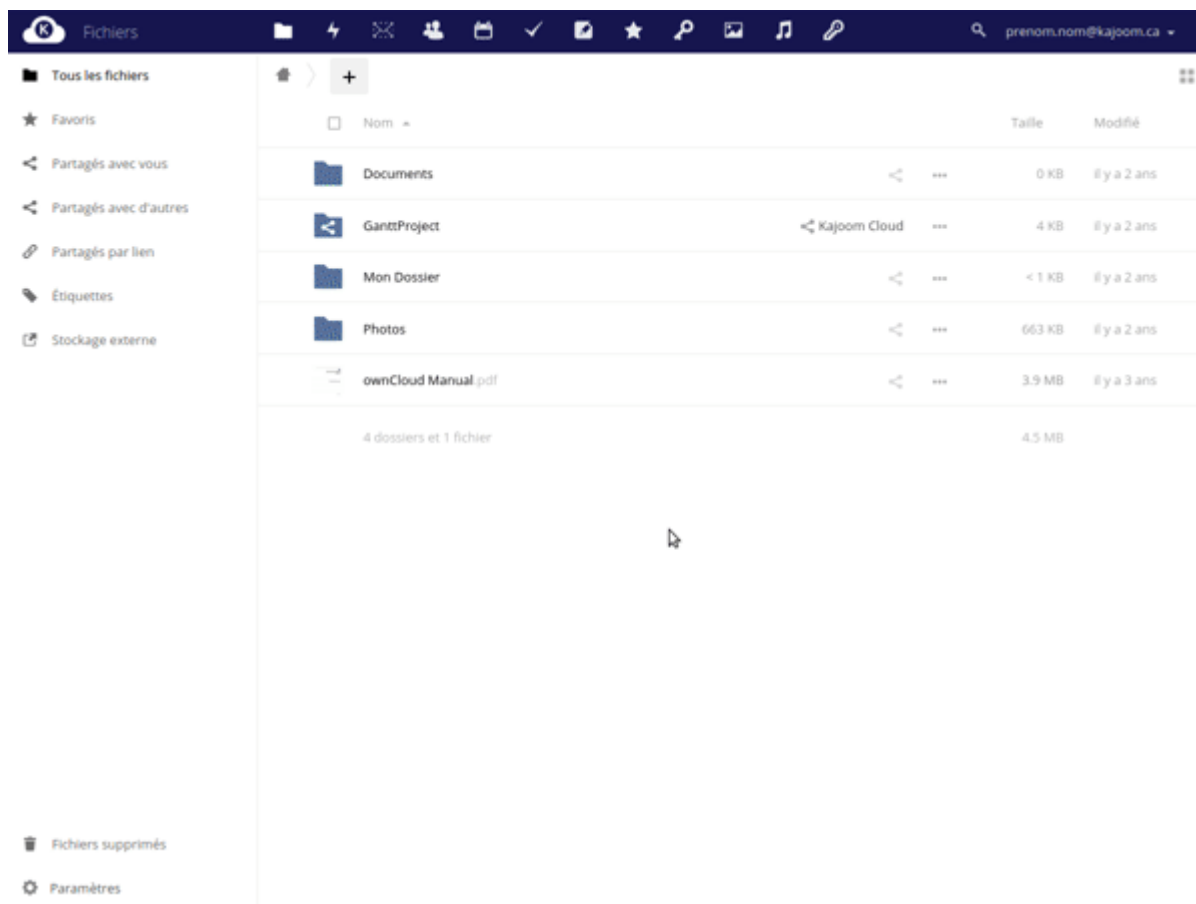 K Fichiers prenom.nom@kajoom.ca
Tous les fichiers
Favoris
Partagés avec vous
Partagés avec d'autres
Partagés par lien
Étiquettes
Stockage externe
Fichiers supprimés
Paramètres
+
Nom Taille Modifié
Documents ••• 0 KB il y a 2 ans
GanttProject Kajoom Cloud ••• 4 KB il y a 2 ans
Mon Dossier ••• < 1 KB il y a 2 ans
Photos ••• 663 KB il y a 2 ans
ownCloud Manual.pdf ••• 3.9 MB il y a 3 ans
4 dossiers et 1 fichier 4.5 MB